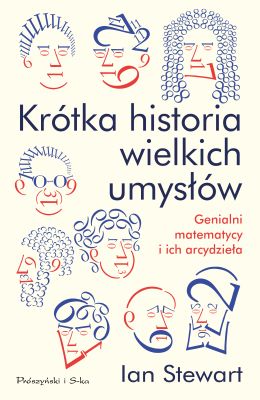 Krótka historia
wielkich
umysłów
Genialni
matematycy
i ich arcydzieła
Prószyński i S-ka
Ian Stewart